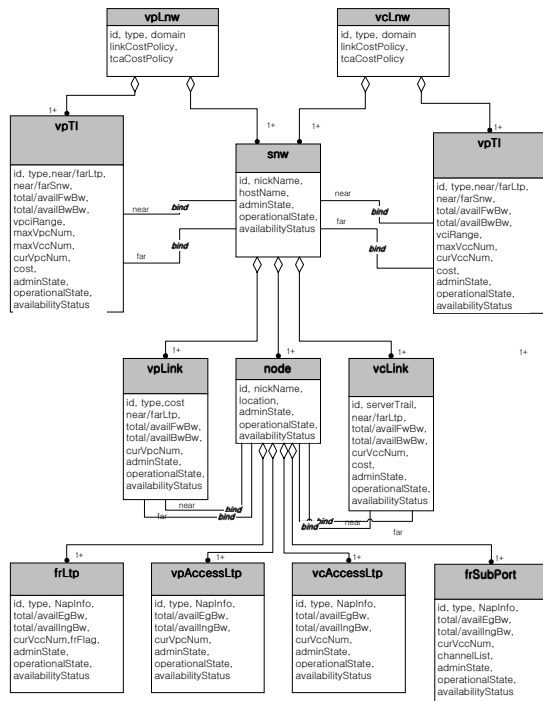 vpLnw
id, type, domain
linkCostPolicy,
tcaCostPolicy
vcLnw
id, type, domain
linkCostPolicy,
tcaCostPolicy
1+
1+
1+
1+
vpTl
id, type,near/farLtp,
near/farSnw,
total/availFwBw,
total/availBwBw,
vpciRange,
maxVpcNum,
maxVccNum,
curVpcNum,
cost,
adminState,
operationalState,
availabilityStatus
snw
id, nickName,
hostName,
adminState,
operationalState,
availabilityStatus
vpTl
id, type,near/farLtp,
near/farSnw,
total/availFwBw,
total/availBwBw,
vciRange,
maxVccNum,
curVccNum,
cost,
adminState,
operationalState,
availabilityStatus
near
bind
far
bind
near
bind
far
bind
1+
1+
1+
1+
vpLink
id, type,cost
near/farLtp,
total/availFwBw,
total/availBwBw,
curVpcNum,
adminState,
operationalState,
availabilityStatus
node
id, nickName,
location,
adminState,
operationalState,
availabilityStatus
vcLink
id, serverTrail,
near/farLtp,
total/availFwBw,
total/availBwBw,
curVccNum,
cost,
adminState,
operationalState,
availabilityStatus
near
bind
far
bind
bind
near
bind
far
1+
1+
1+
1+
frLtp
id, type, NapInfo,
total/availEgBw,
total/availIngBw,
curVccNum,frFlag,
adminState,
operationalState,
availabilityStatus
vpAccessLtp
id, type, NapInfo,
total/availEgBw,
total/availIngBw,
curVpcNum,
adminState,
operationalState,
availabilityStatus
vcAccessLtp
id, type, NapInfo,
total/availEgBw,
total/availIngBw,
curVccNum,
adminState,
operationalState,
availabilityStatus
frSubPort
id, type, NapInfo,
total/availEgBw,
total/availIngBw,
curVccNum,
channelList,
adminState,
operationalState,
availabilityStatus